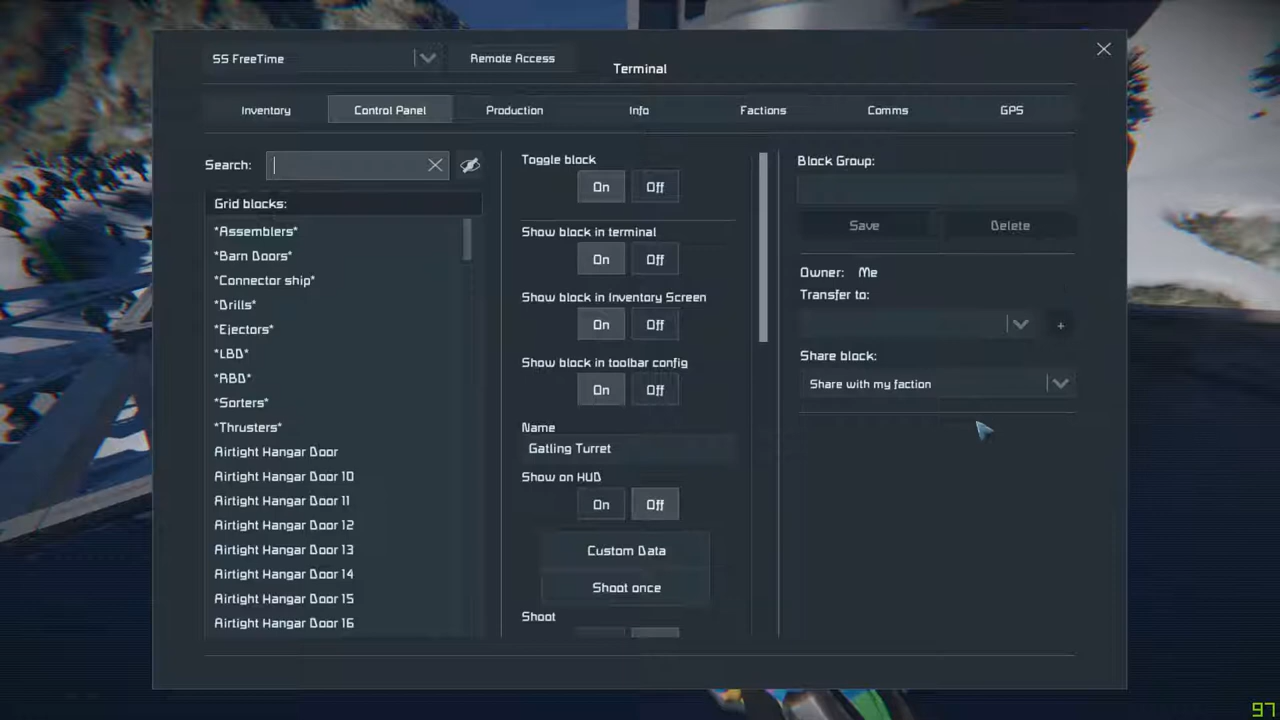 SS FreeTime
Remote Access
Terminal
Inventory
Control Panel
Production
Info
Factions
Comms
GPS
Search:
Grid blocks:
*Assemblers*
*Barn Doors*
*Connector ship*
*Drills*
*Ejectors*
*LBD*
*RBD*
*Sorters*
*Thrusters*
Airtight Hangar Door
Airtight Hangar Door 10
Airtight Hangar Door 11
Airtight Hangar Door 12
Airtight Hangar Door 13
Airtight Hangar Door 14
Airtight Hangar Door 15
Airtight Hangar Door 16
Toggle block
On Off
Show block in terminal
On Off
Show block in Inventory Screen
On Off
Show block in toolbar config
On Off
Name
Gatling Turret
Show on HUD
On Off
Custom Data
Shoot once
Shoot
Block Group:
Save Delete
Owner: Me
Transfer to:
+
Share block:
Share with my faction
97